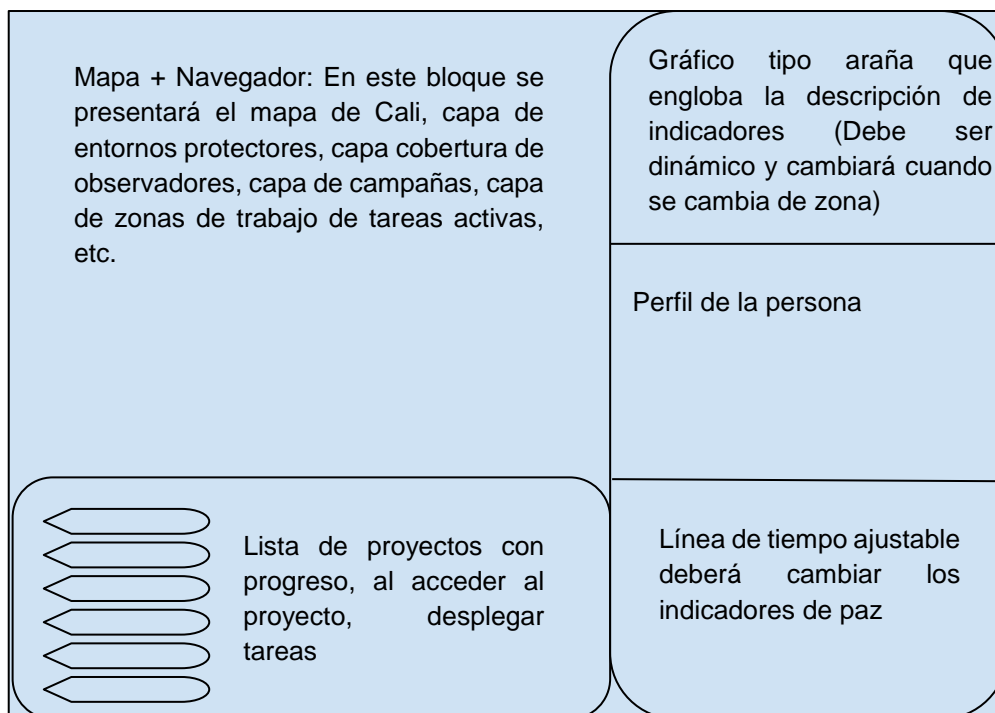 Mapa + Navegador: En este bloque se
presentará el mapa de Cali, capa de
entornos protectores, capa cobertura de
observadores, capa de campañas, capa
de zonas de trabajo de tareas activas,
etc.
Gráfico tipo araña que
engloba la descripción de
indicadores (Debe ser
dinámico y cambiará cuando
se cambia de zona)
Perfil de la persona
Lista de proyectos con
progreso, al acceder al
proyecto, desplegar
tareas
Línea de tiempo ajustable
deberá cambiar los
indicadores de paz